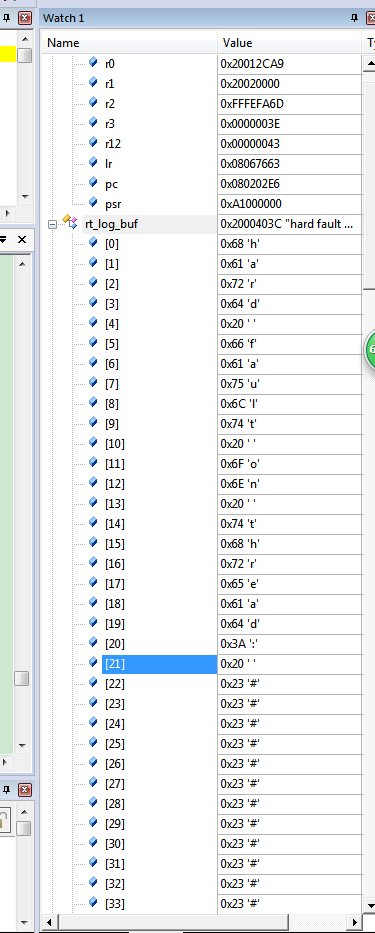 Watch 1
Name Value
r0 0x20012CA9
r1 0x20020000
r2 0xFFFEFA6D
r3 0x0000003E
r12 0x00000043
lr 0x08067663
pc 0x080202E6
psr 0xA1000000
rt_log_buf 0x2000403C "hard fault ...
[0] 0x68 'h'
[1] 0x61 'a'
[2] 0x72 'r'
[3] 0x64 'd'
[4] 0x20 ' '
[5] 0x66 'f'
[6] 0x61 'a'
[7] 0x75 'u'
[8] 0x6C 'l'
[9] 0x74 't'
[10] 0x20 ' '
[11] 0x6F 'o'
[12] 0x6E 'n'
[13] 0x20 ' '
[14] 0x74 't'
[15] 0x68 'h'
[16] 0x72 'r'
[17] 0x65 'e'
[18] 0x61 'a'
[19] 0x64 'd'
[20] 0x3A ':'
[21] 0x20 ' '
[22] 0x23 '#'
[23] 0x23 '#'
[24] 0x23 '#'
[25] 0x23 '#'
[26] 0x23 '#'
[27] 0x23 '#'
[28] 0x23 '#'
[29] 0x23 '#'
[30] 0x23 '#'
[31] 0x23 '#'
[32] 0x23 '#'
[33] 0x23 '#'